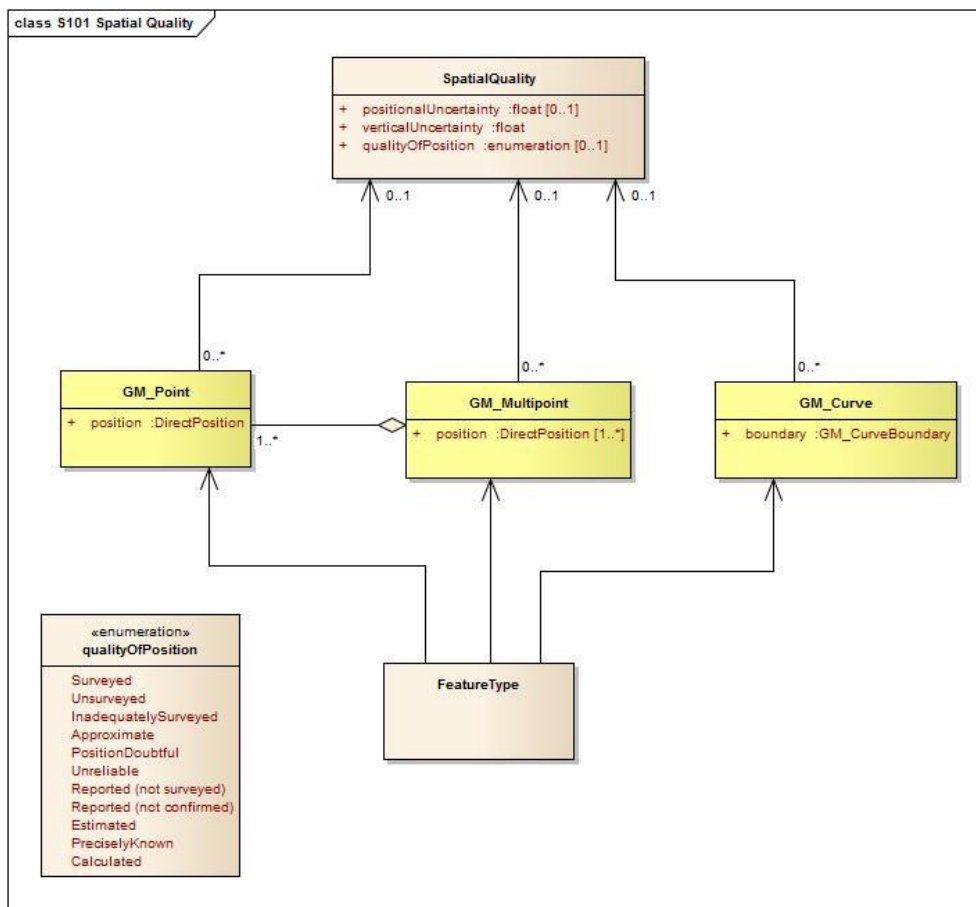 class S101 Spatial Quality
SpatialQuality
+ positionalUncertainty :float [0..1]
+ verticalUncertainty :float
+ qualityOfPosition :enumeration [0..1]
0..1
0..1
0..1
0..*
0..*
0..*
GM_Point
+ position :DirectPosition
1..*
GM_Multipoint
+ position :DirectPosition [1..*]
GM_Curve
+ boundary :GM_CurveBoundary
«enumeration»
qualityOfPosition
Surveyed
Unsurveyed
InadequatelySurveyed
Approximate
PositionDoubtful
Unreliable
Reported (not surveyed)
Reported (not confirmed)
Estimated
PreciselyKnown
Calculated
FeatureType